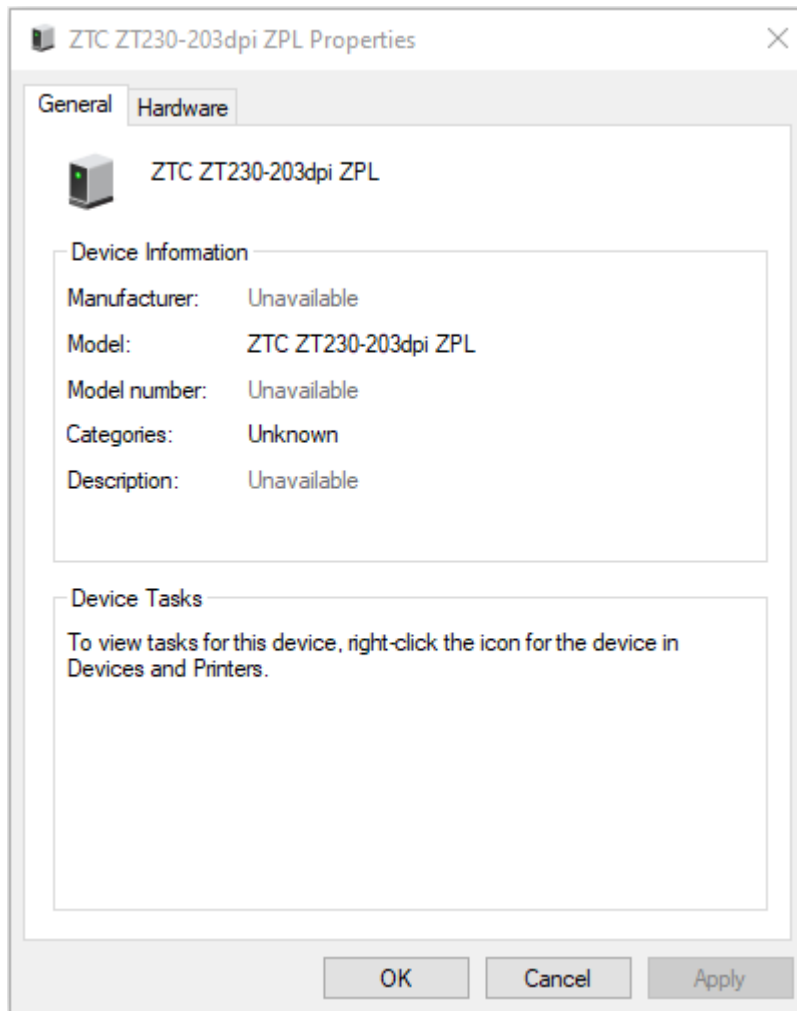 ZTC ZT230-203dpi ZPL Properties
General Hardware
ZTC ZT230-203dpi ZPL
Device Information
Manufacturer: Unavailable
Model: ZTC ZT230-203dpi ZPL
Model number: Unavailable
Categories: Unknown
Description: Unavailable
Device Tasks
To view tasks for this device, right-click the icon for the device in
Devices and Printers.
OK Cancel Apply